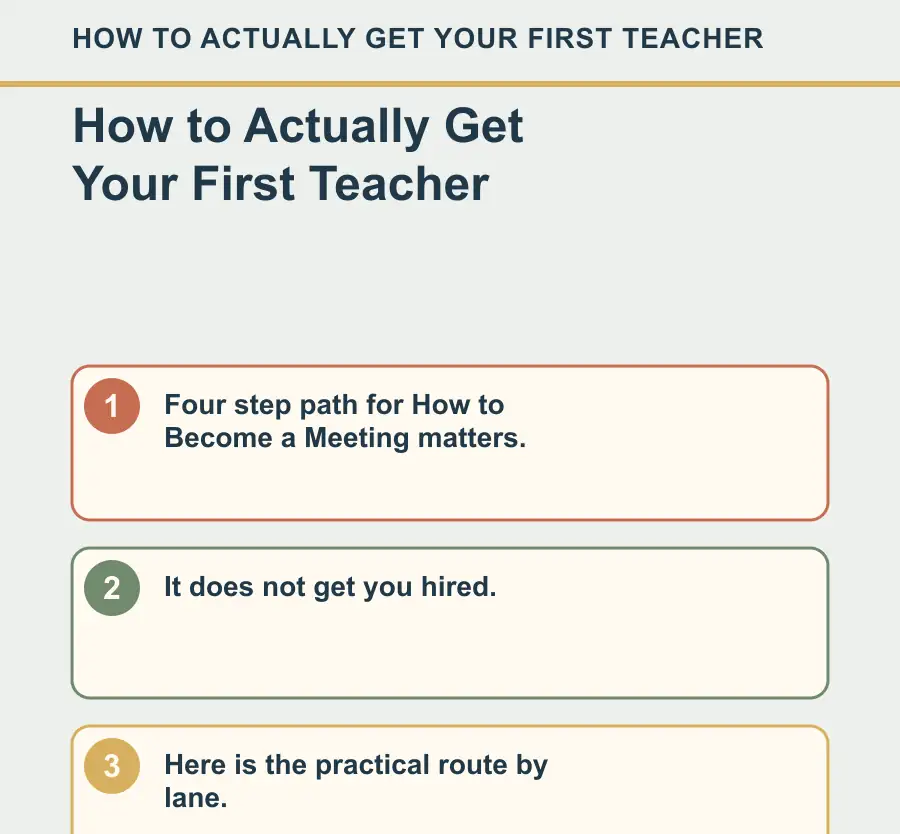 HOW TO ACTUALLY GET YOUR FIRST TEACHER
How to Actually Get
Your First Teacher
1
Four step path for How to
Become a Meeting matters.
2
It does not get you hired.
3
Here is the practical route by
lane.